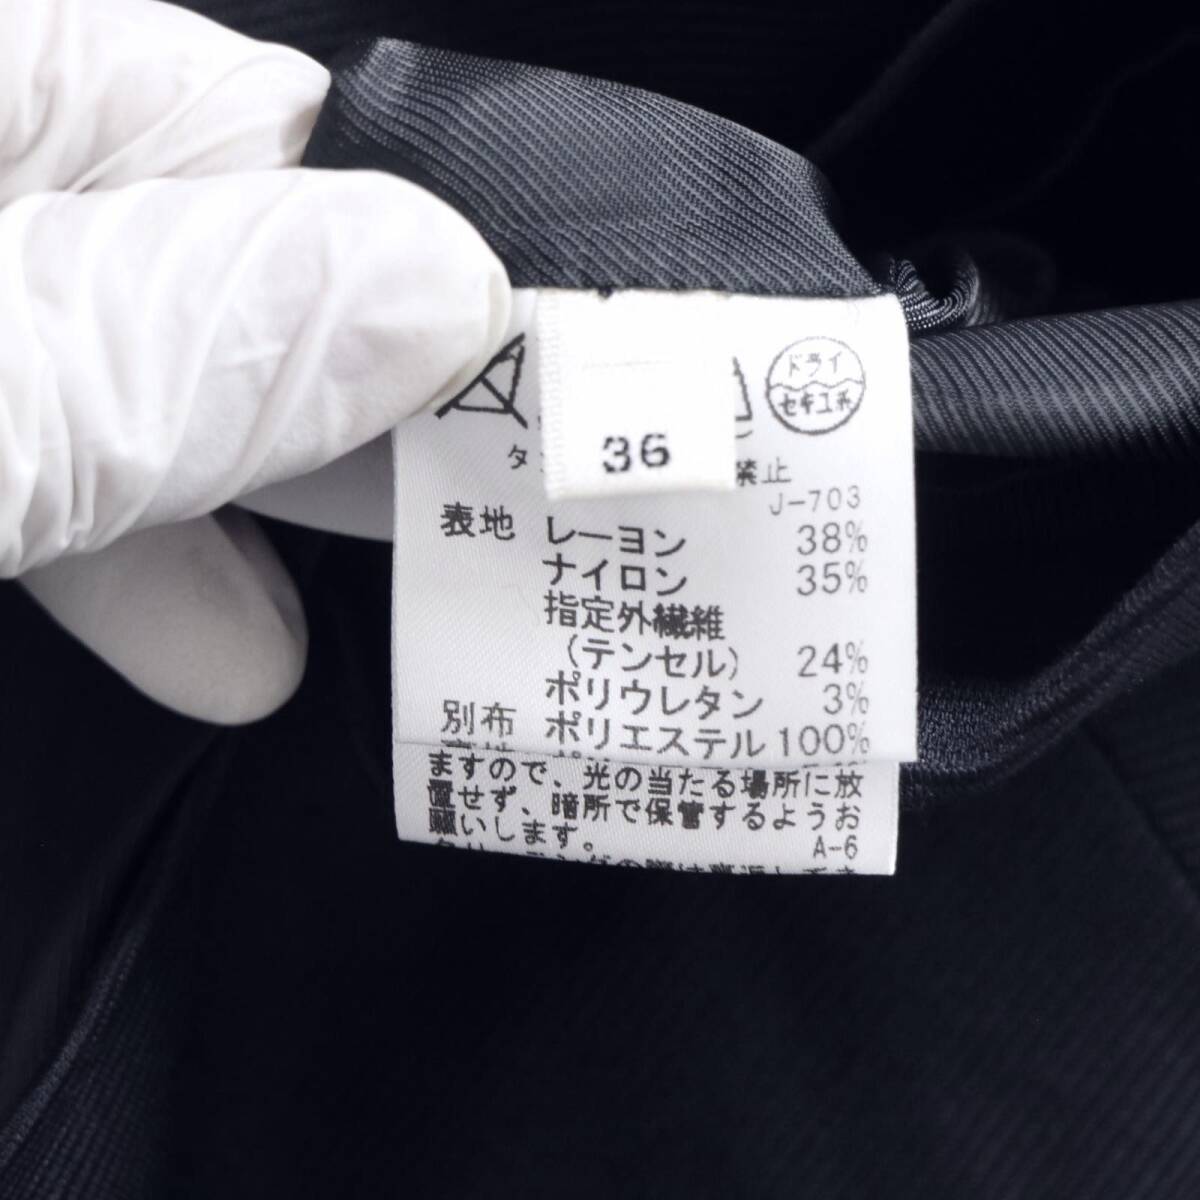 ドライ
セキユ系
36
禁止
J-703
表地 レーヨン 38%
ナイロン 35%
指定外繊維
(テンセル) 24%
ポリウレタン 3%
別布 ポリエステル 100%
ますので、光の当たる場所に放
置せず、暗所で保管するようお
願いします。
A-6